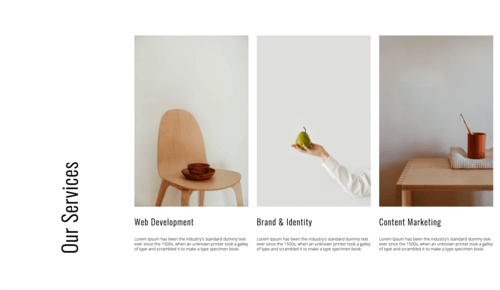 Our Services
Web Development
Lorem Ipsum has been the industry's standard dummy text
ever since the 1500s, when an unknown printer took a galley
of type and scrambled it to make a type specimen book.
Brand & Identity
Lorem Ipsum has been the industry's standard dummy text
ever since the 1500s, when an unknown printer took a galley
of type and scrambled it to make a type specimen book.
Content Marketing
Lorem Ipsum has been the industry's standard dummy text
ever since the 1500s, when an unknown printer took a galley
of type and scrambled it to make a type specimen book.